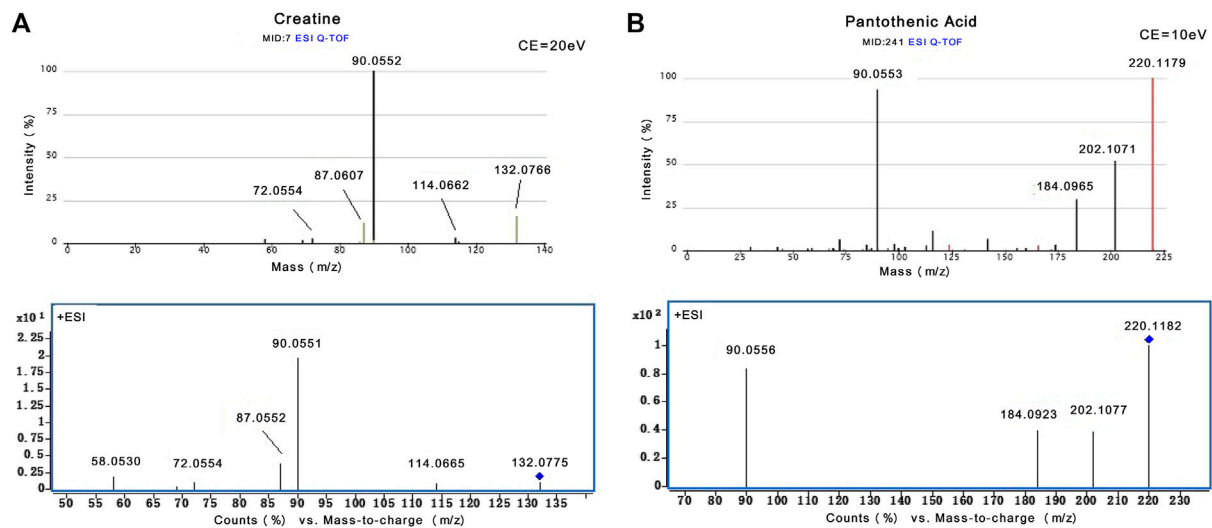 A
Creatine
MID:7 ESI Q-TOF
CE=20eV
90.0552
100
75
50
25
0
Intensity ( % )
72.0554
87.0607
114.0662
132.0766
0 20 40 60 80 100 120 140
Mass ( m/z )
B
Pantothenic Acid
MID:241 ESI Q-TOF
CE=10eV
90.0553
220.1179
100
75
50
25
0
Intensity ( % )
202.1071
184.0965
0 25 50 75 100 125 150 175 200 225
Mass ( m/z )
x10 1
+ESI
2.25
2
1.75
1.5
1.25
1
0.75
0.5
0.25
0
90.0551
87.0552
58.0530
72.0554
114.0665
132.0775
50 55 60 65 70 75 80 85 90 95 100 105 110 115 120 125 130 135
Counts ( % ) vs. Mass-to-charge ( m/z )
x10 2
+ESI
1
0.8
0.6
0.4
0.2
0
90.0556
220.1182
184.0923
202.1077
70 80 90 100 110 120 130 140 150 160 170 180 190 200 210 220 230
Counts ( % ) vs. Mass-to-charge ( m/z )